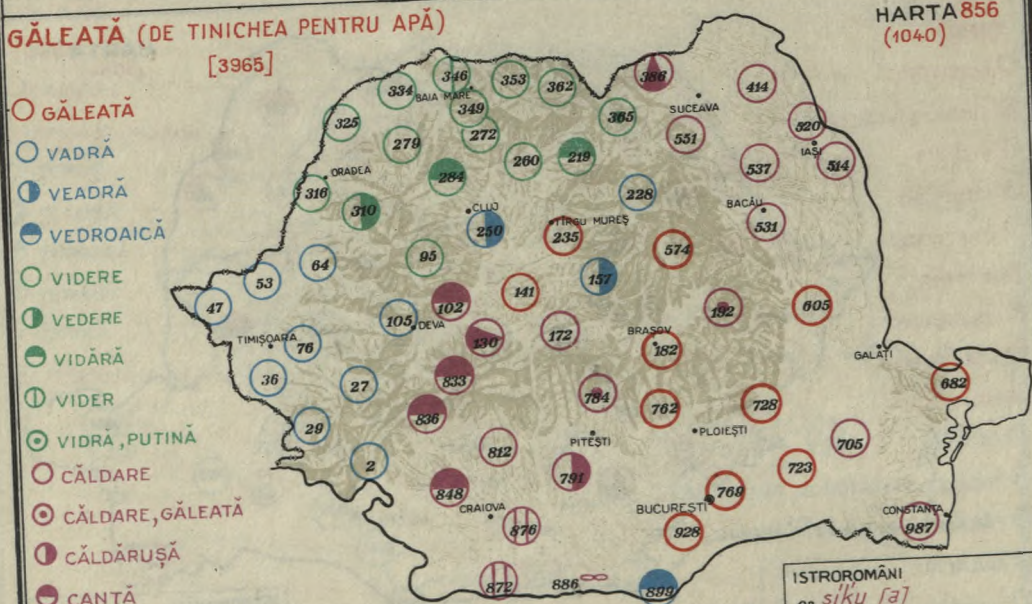 GĂLEATĂ (DE TINICHEA PENTRU APĂ)
[3965]
HARTA 856
(1040)
GĂLEATĂ
VADRĂ
VEADRĂ
VEDROAICĂ
VIDERE
VEDERE
VIDĂRĂ
VIDER
VIDRĂ, PUTINĂ
CĂLDARE
CĂLDARE, GĂLEATĂ
CĂLDĂRUȘĂ
CANTĂ
346
353
362
386
414
334
BAIA MARE
349
SUCEAVA
325
365
520
279
272
551
IAȘI
514
260
219
537
ORADEA
284
316
228
310
CLUJ
BACĂU
250
TÎRGU MUREȘ
531
235
574
95
64
157
53
141
47
102
192
605
105
DEVA
TIMIȘOARA
76
130
172
BRAȘOV
182
GALAȚI
36
27
833
682
784
836
762
728
29
PITEȘTI
PLOIEȘTI
705
2
812
791
723
848
769
BUCUREȘTI
CRAIOVA
876
928
CONSTANȚA
987
872
886
899
ISTROROMÂNI